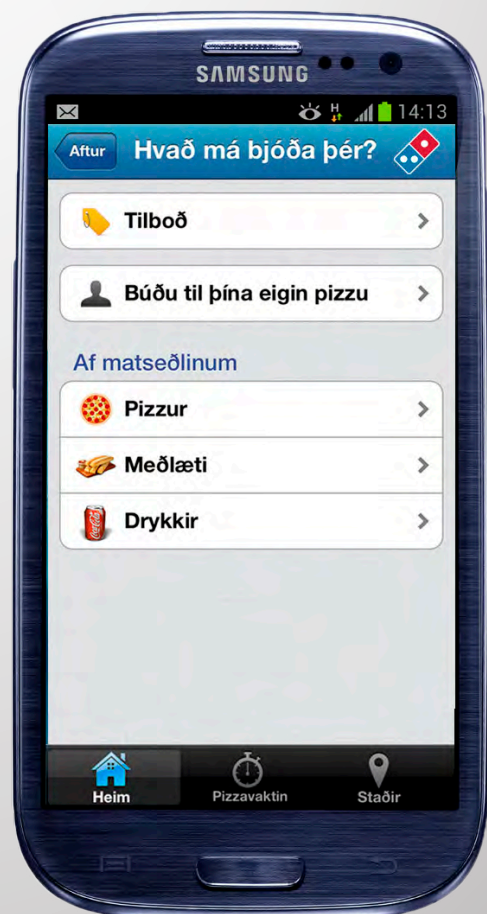 SAMSUNG
14:13
Aftur
Hvað má bjóða þér?
Tilboð
Búðu til þína eigin pizzu
Af matseðlinum
Pizzur
Meðlæti
Drykkir
Heim
Pizzavaktin
Staðir